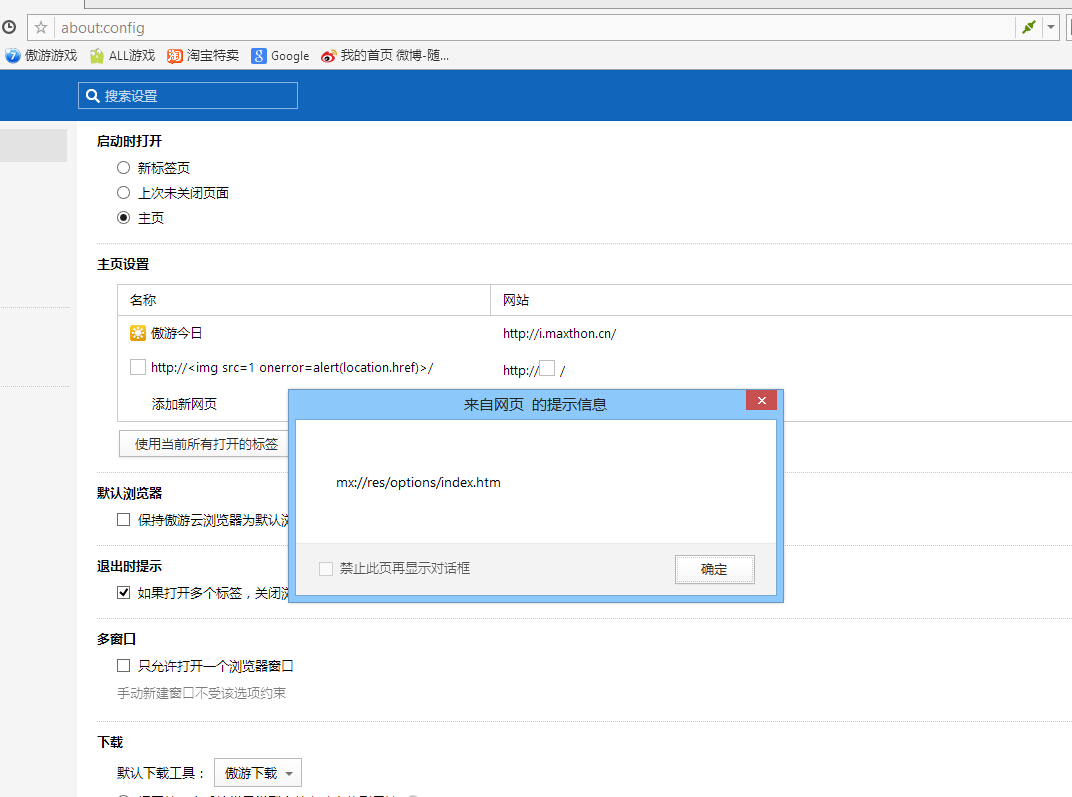 about:config
傲游游戏 ALL游戏 淘宝特卖 Google 我的首页 微博-随...
搜索设置
启动时打开
新标签页
上次未关闭页面
主页
主页设置
名称 网站
傲游今日 http://i.maxthon.cn/
http://<img src=1 onerror=alert(location.href)>/ http:// /
添加新网页
使用当前所有打开的标签
来自网页 的提示信息
mx://res/options/index.htm
禁止此页再显示对话框
确定
默认浏览器
保持傲游云浏览器为默认浏
退出时提示
如果打开多个标签，关闭浏
多窗口
只允许打开一个浏览器窗口
手动新建窗口不受该选项约束
下载
默认下载工具： 傲游下载